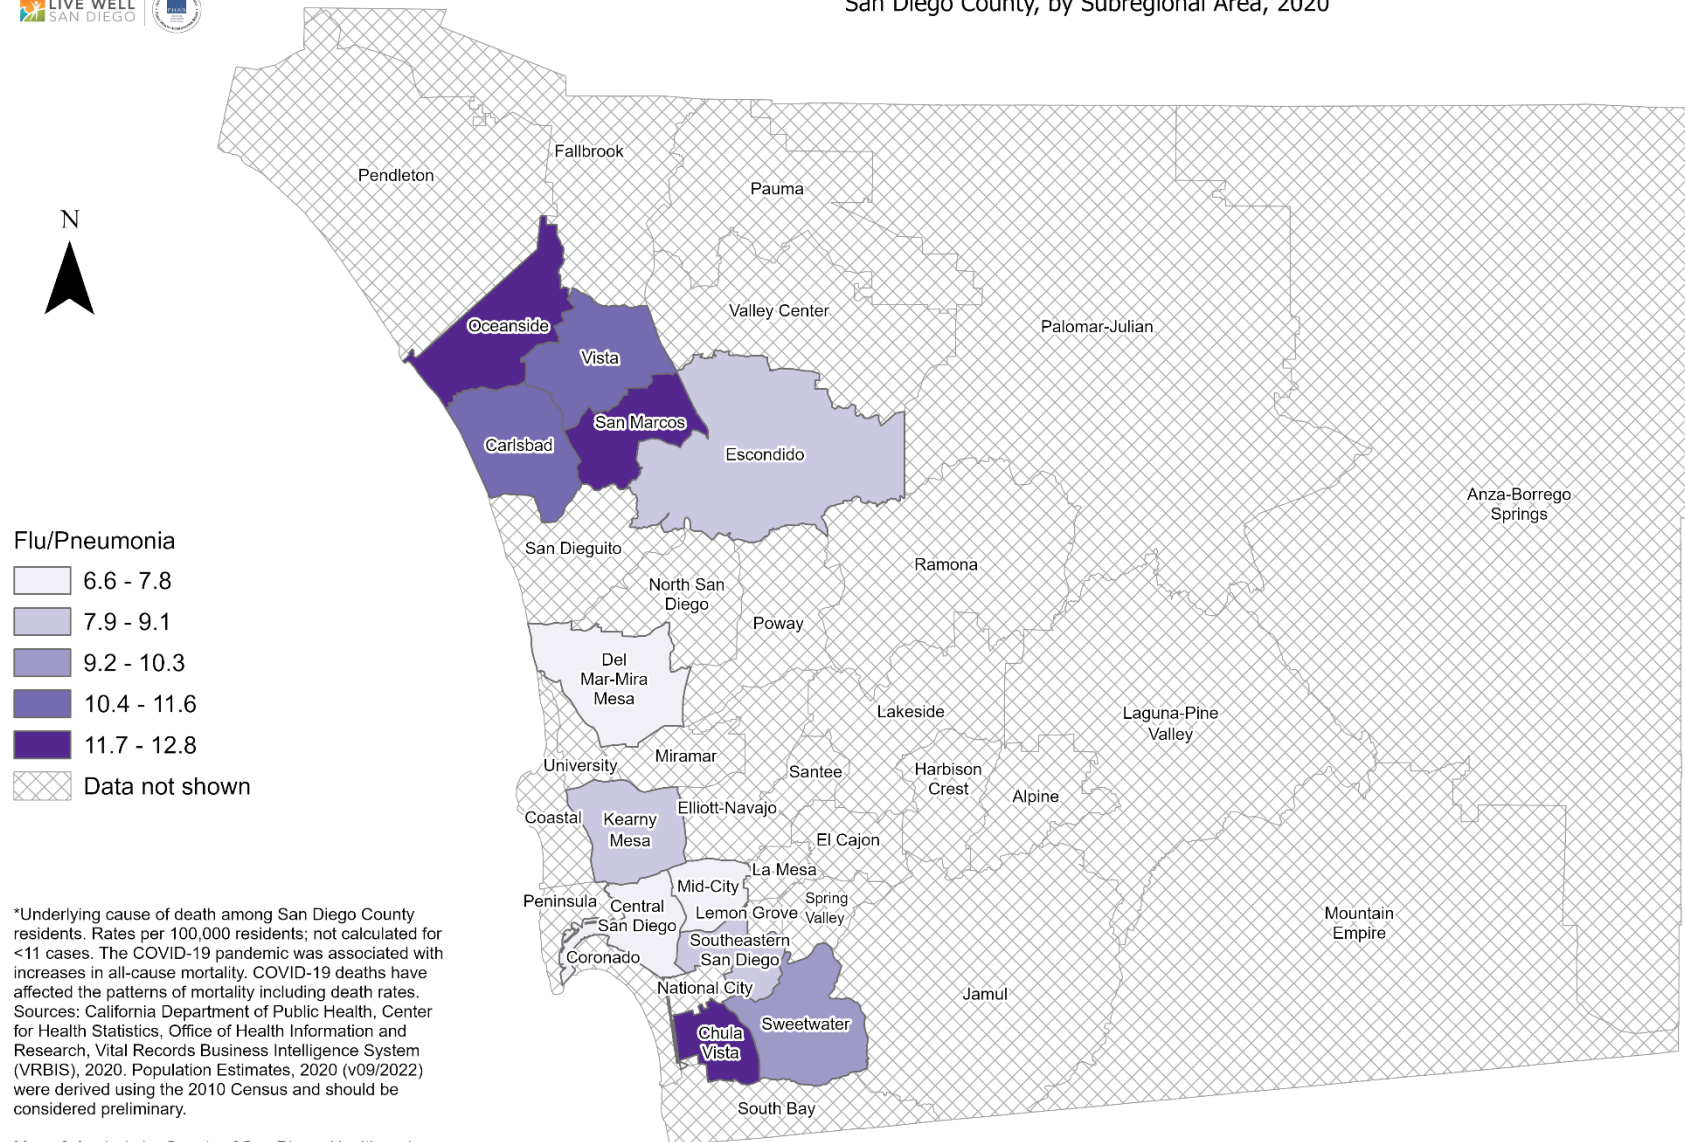 LIVE WELL
SAN DIEGO
PHAB
San Diego County, by Subregional Area, 2020
Fallbrook
Pendleton
Pauma
N
Valley Center
Oceanside
Palomar-Julian
Vista
San Marcos
Carlsbad
Escondido
Anza-Borrego
Springs
San Dieguito
Ramona
North San
Diego
Poway
Flu/Pneumonia
6.6 - 7.8
7.9 - 9.1
9.2 - 10.3
10.4 - 11.6
11.7 - 12.8
Data not shown
Del
Mar-Mira
Mesa
Lakeside
Laguna-Pine
Valley
Miramar
University
Santee
Harbison
Crest
Alpine
Elliott-Navajo
Coastal
Kearny
Mesa
El Cajon
La Mesa
Mid-City
Peninsula
Central
San Diego
Lemon Grove
Spring
Valley
Mountain
Empire
Southeastern
San Diego
Coronado
National City
Jamul
Sweetwater
Chula
Vista
South Bay
*Underlying cause of death among San Diego County
residents. Rates per 100,000 residents; not calculated for
<11 cases. The COVID-19 pandemic was associated with
increases in all-cause mortality. COVID-19 deaths have
affected the patterns of mortality including death rates.
Sources: California Department of Public Health, Center
for Health Statistics, Office of Health Information and
Research, Vital Records Business Intelligence System
(VRBIS), 2020. Population Estimates, 2020 (v09/2022)
were derived using the 2010 Census and should be
considered preliminary.